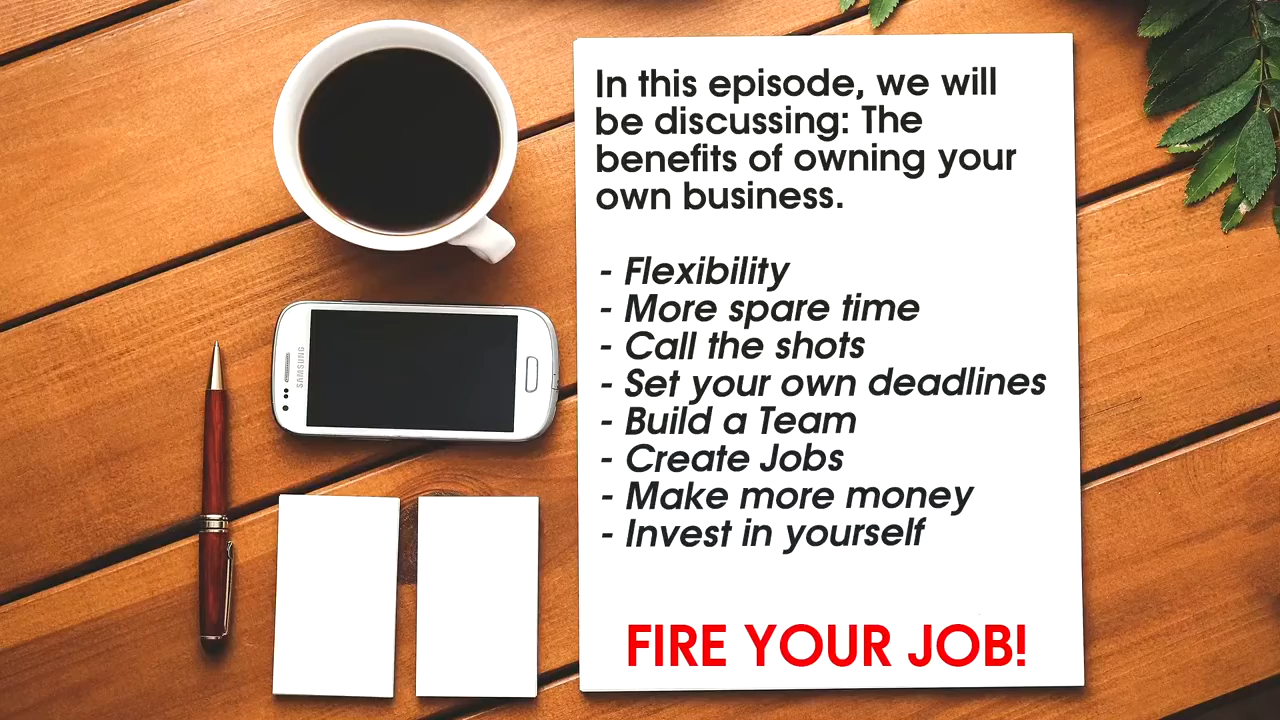 In this episode, we will
be discussing: The
benefits of owning your
own business.
- Flexibility
- More spare time
- Call the shots
- Set your own deadlines
- Build a Team
- Create Jobs
- Make more money
- Invest in yourself
FIRE YOUR JOB!
SAMSUNG